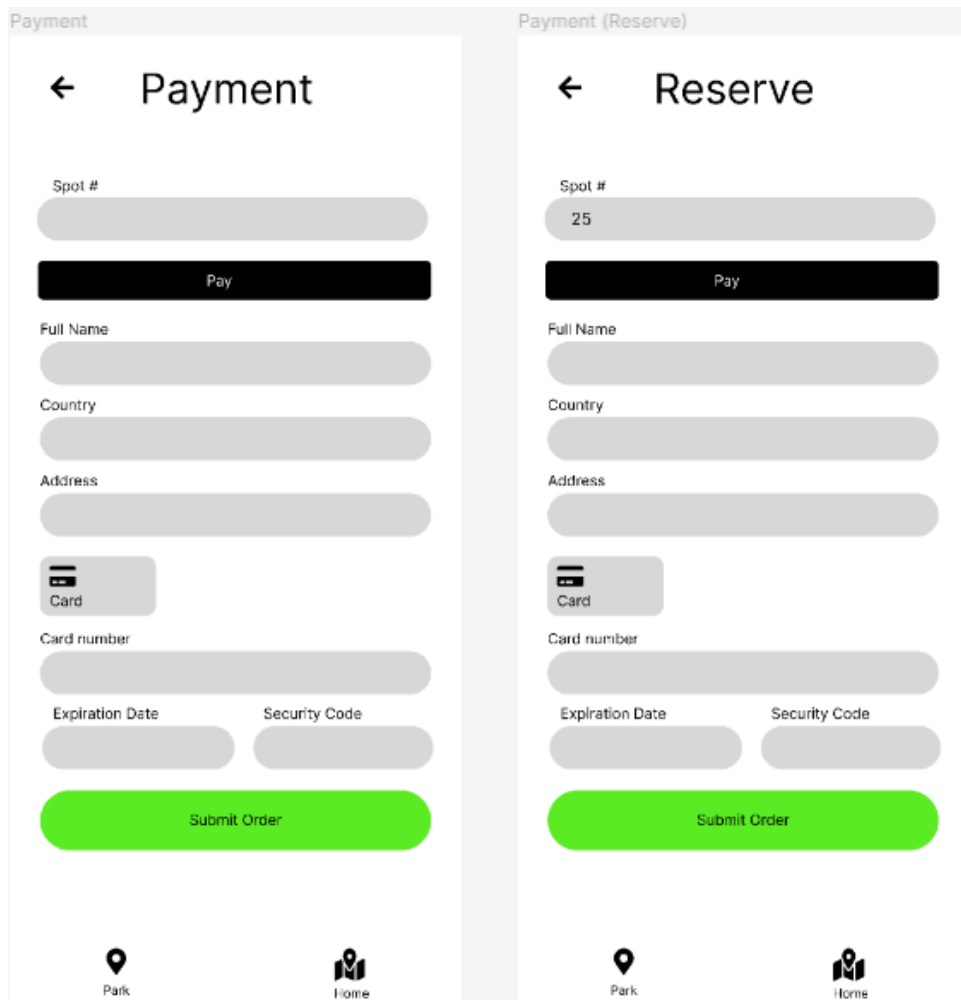 Payment
Payment
Spot #
Pay
Full Name
Country
Address
Card
Card number
Expiration Date Security Code
Submit Order
Park Home
Payment (Reserve)
Reserve
Spot #
25
Pay
Full Name
Country
Address
Card
Card number
Expiration Date Security Code
Submit Order
Park Home